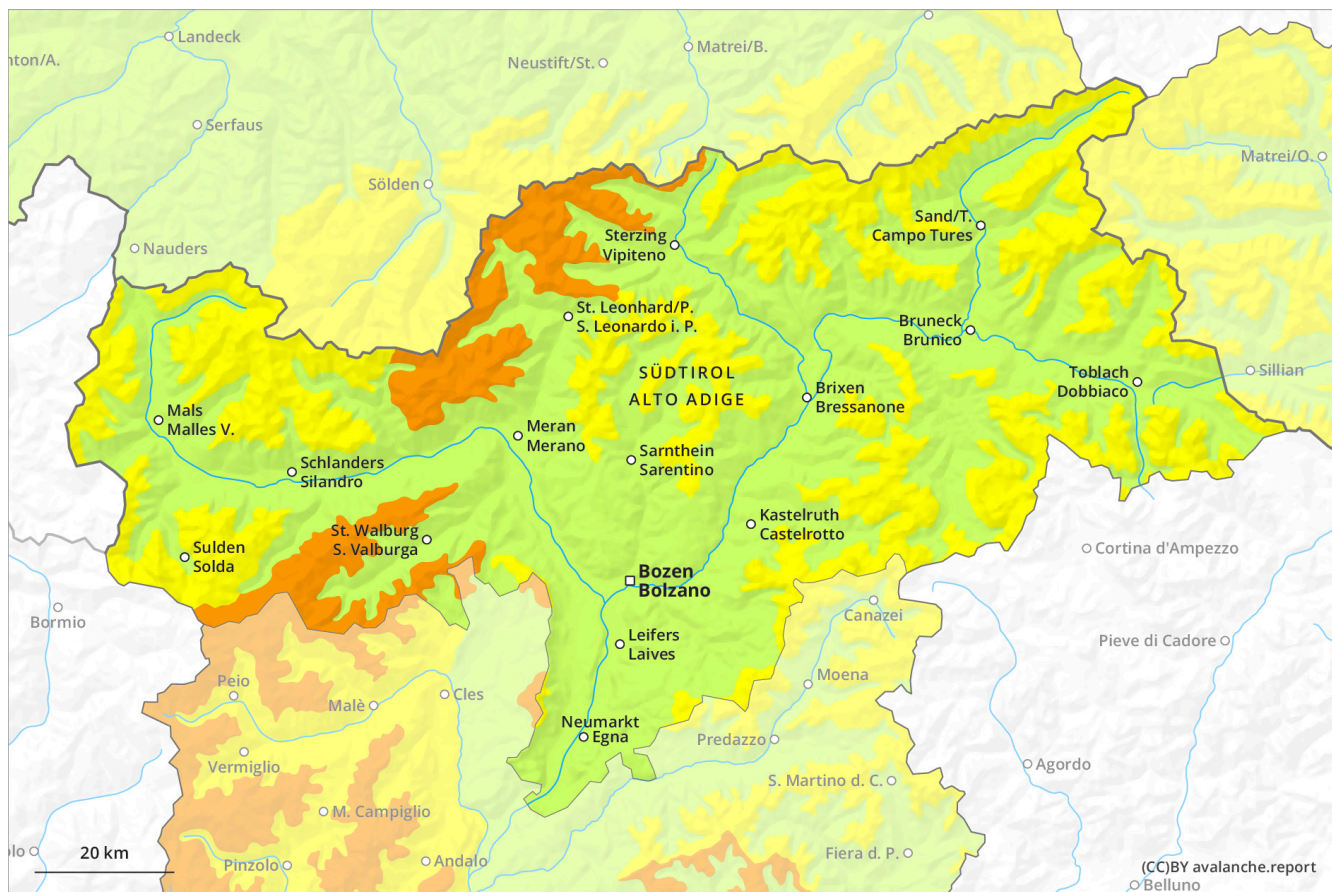 Landeck
nton/A.
Matrei/B.
Neustift/St.
Serfaus
Matrei/O.
Sölden
Sand/T.
Campo Tures
Sterzing
Vipiteno
Nauders
St. Leonhard/P.
S. Leonardo i. P.
Bruneck
Brunico
SÜDTIROL
ALTO ADIGE
Toblach
Dobbiaco
Sillian
Brixen
Bressanone
Mals
Malles V.
Meran
Merano
Sarnthein
Sarentino
Schlanders
Silandro
Kastelruth
Castelrotto
St. Walburg
S. Valburga
Sulden
Solda
Cortina d'Ampezzo
Bozen
Bolzano
Bormio
Canazei
Leifers
Laives
Pieve di Cadore
Peio
Moena
Malè
Cles
Neumarkt
Egna
Predazzo
Vermiglio
Agordo
S. Martino d. C.
M. Campiglio
olo
20 km
Pinzolo
Andalo
Fiera d. P.
(CC)BY avalanche.report
Belluno